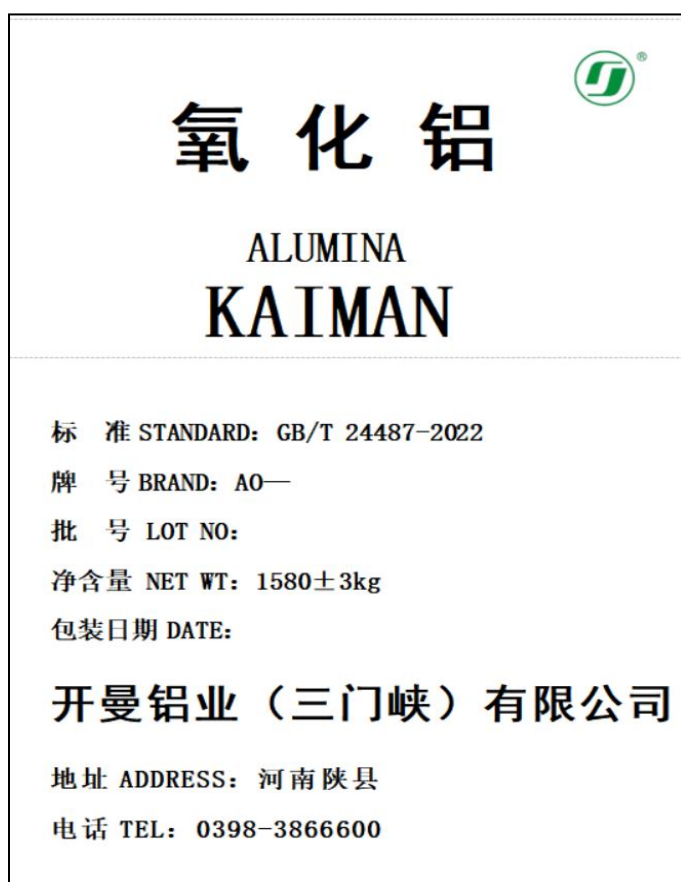 ®
氧化铝
ALUMINA
KAIMAN
标 准 STANDARD: GB/T 24487-2022
牌 号 BRAND: AO—
批 号 LOT NO:
净含量 NET WT: 1580±3kg
包装日期 DATE:
开曼铝业（三门峡）有限公司
地址 ADDRESS: 河南陕县
电话 TEL: 0398-3866600